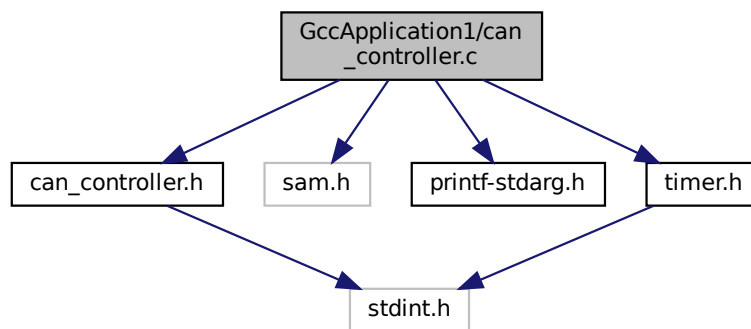 GccApplication1/can
_controller.c
can_controller.h
sam.h
printf-stdarg.h
timer.h
stdint.h